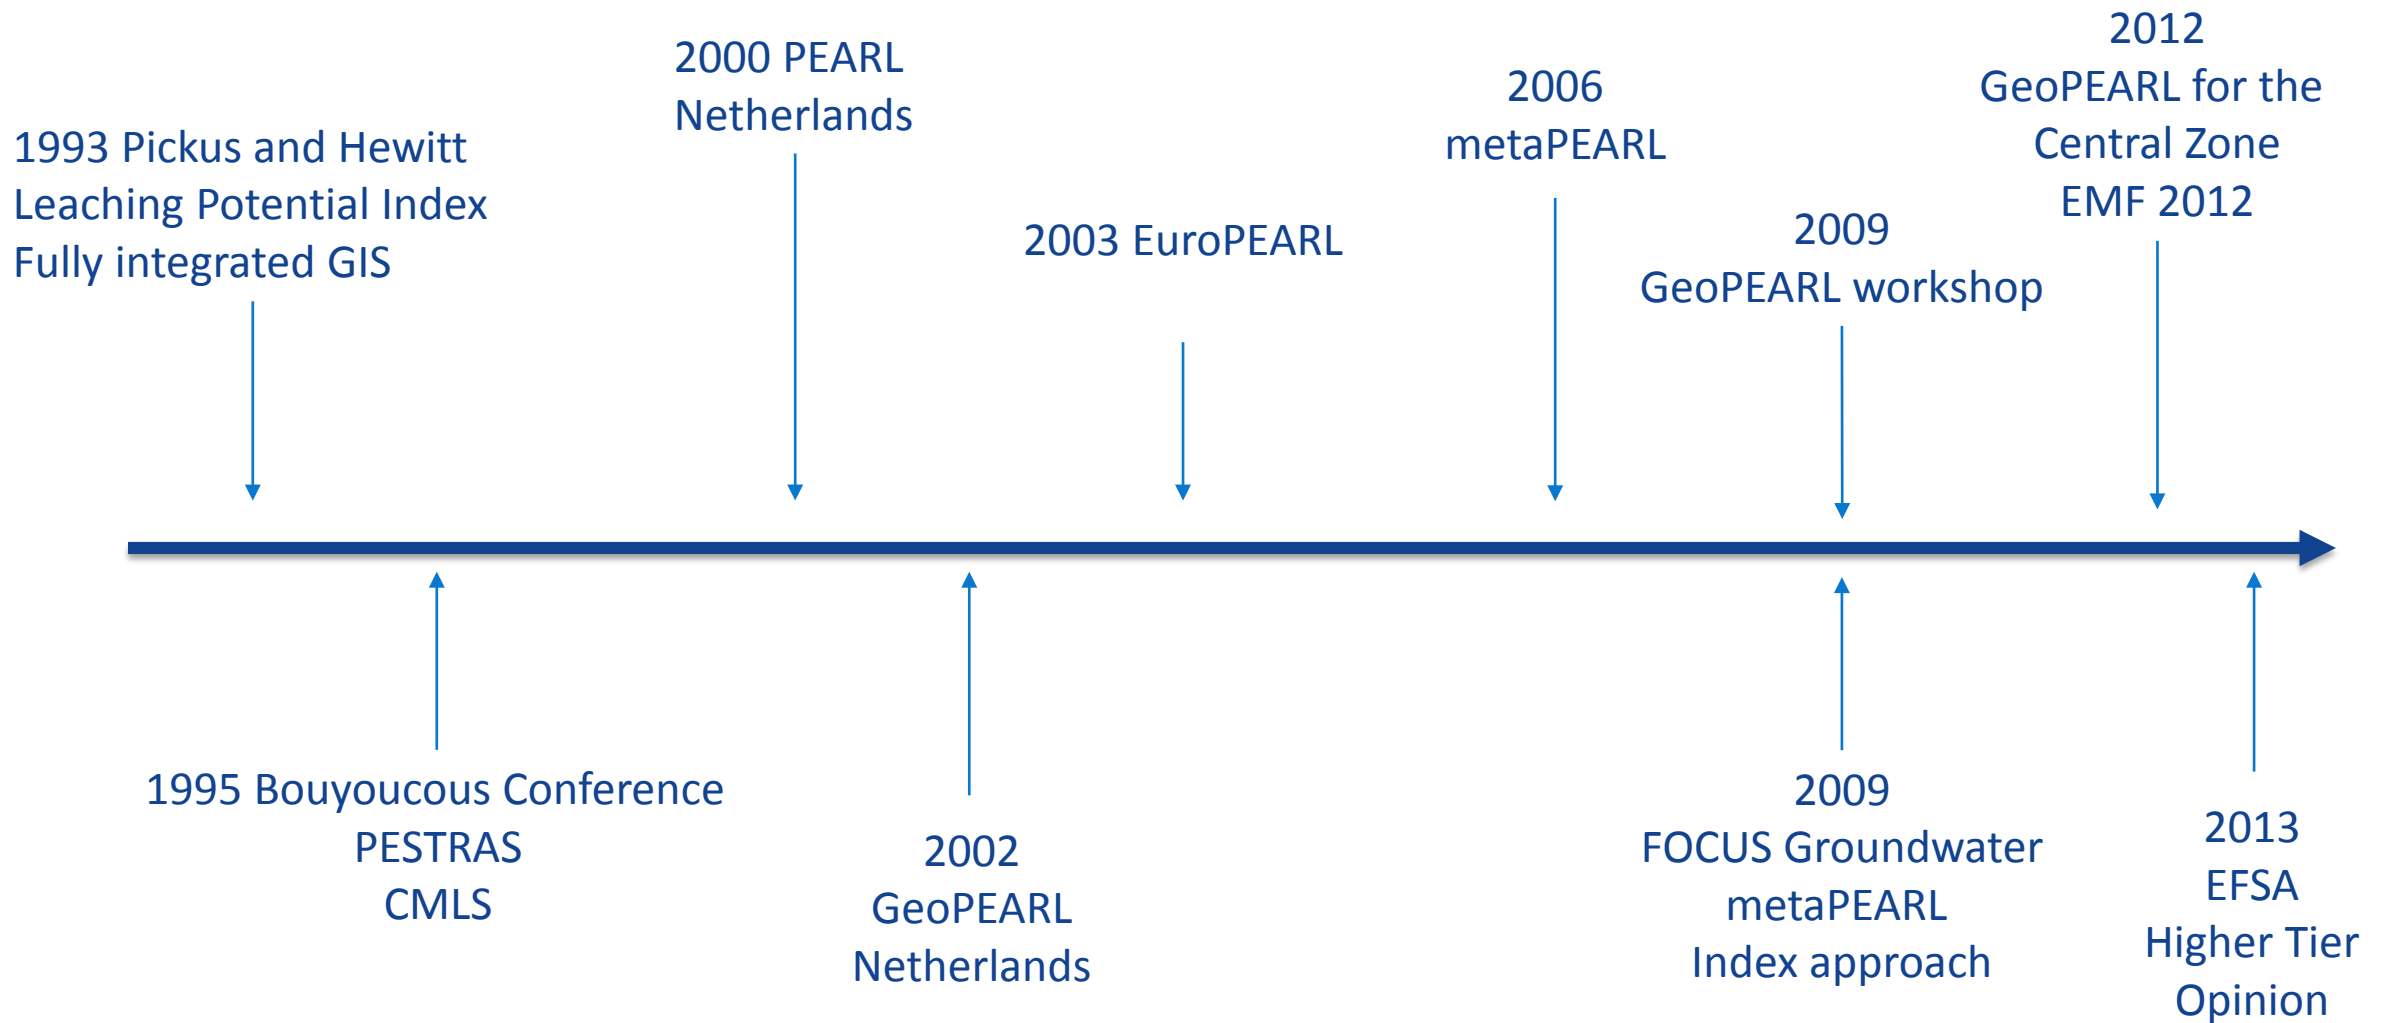 1993 Pickus and Hewitt
Leaching Potential Index
Fully integrated GIS
2000 PEARL
Netherlands
2003 EuroPEARL
2006
metaPEARL
2009
GeoPEARL workshop
2012
GeoPEARL for the
Central Zone
EMF 2012
1995 Bouyoucous Conference
PESTRAS
CMLS
2002
GeoPEARL
Netherlands
2009
FOCUS Groundwater
metaPEARL
Index approach
2013
EFSA
Higher Tier
Opinion